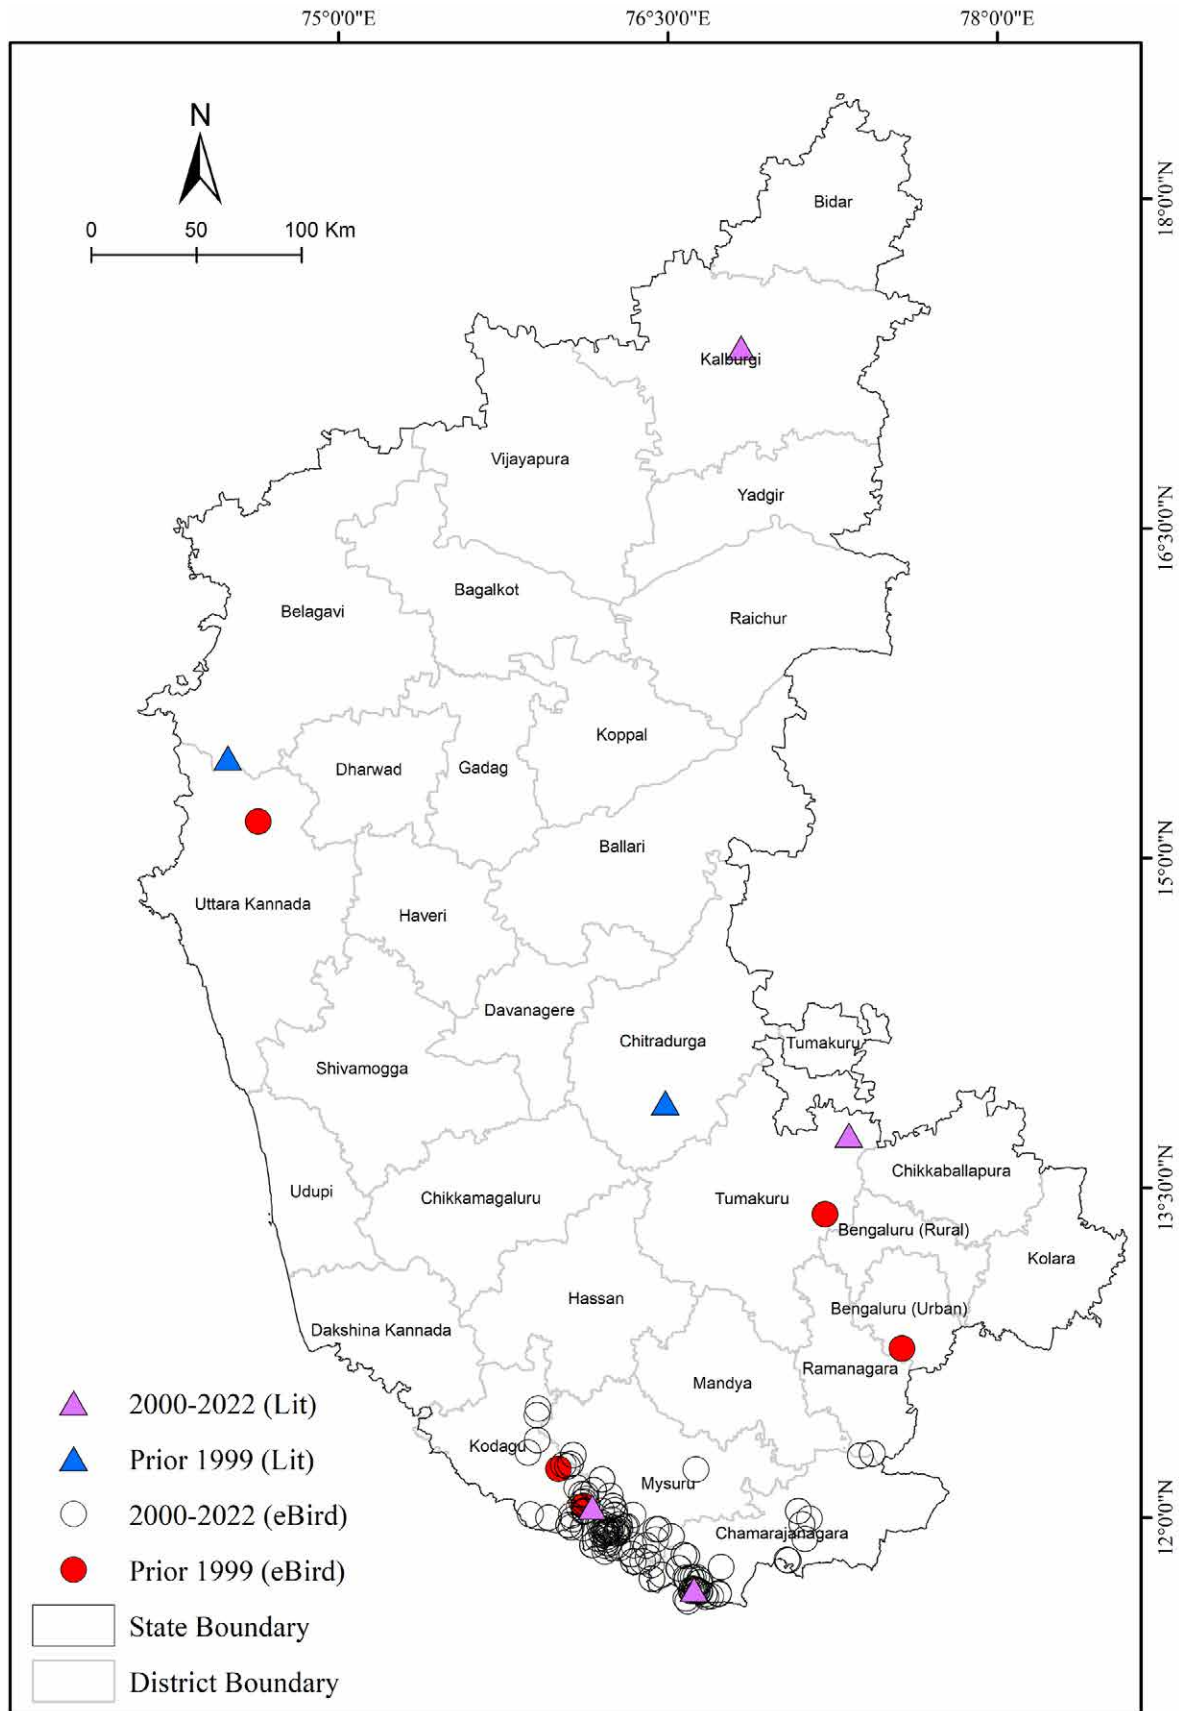 75°0'0"E
76°30'0"E
78°0'0"E
N
0 50 100 Km
18°0'0"N
Bidar
Kalburgi
Vijayapura
Yadgir
16°30'0"N
Bagalkot
Belagavi
Raichur
Koppal
Dharwad
Gadag
Ballari
15°0'0"N
Uttara Kannada
Haveri
Davanagere
Chitradurga
Tumakuru
Shivamogga
Chikkaballapura
Udupi
Chikkamagaluru
Tumakuru
13°30'0"N
Bengaluru (Rural)
Kolara
Hassan
Bengaluru (Urban)
Dakshina Kannada
Ramanagara
Mandya
2000-2022 (Lit)
Kodagu
Prior 1999 (Lit)
Mysuru
2000-2022 (eBird)
Chamarajanagara
12°0'0"N
Prior 1999 (eBird)
State Boundary
District Boundary